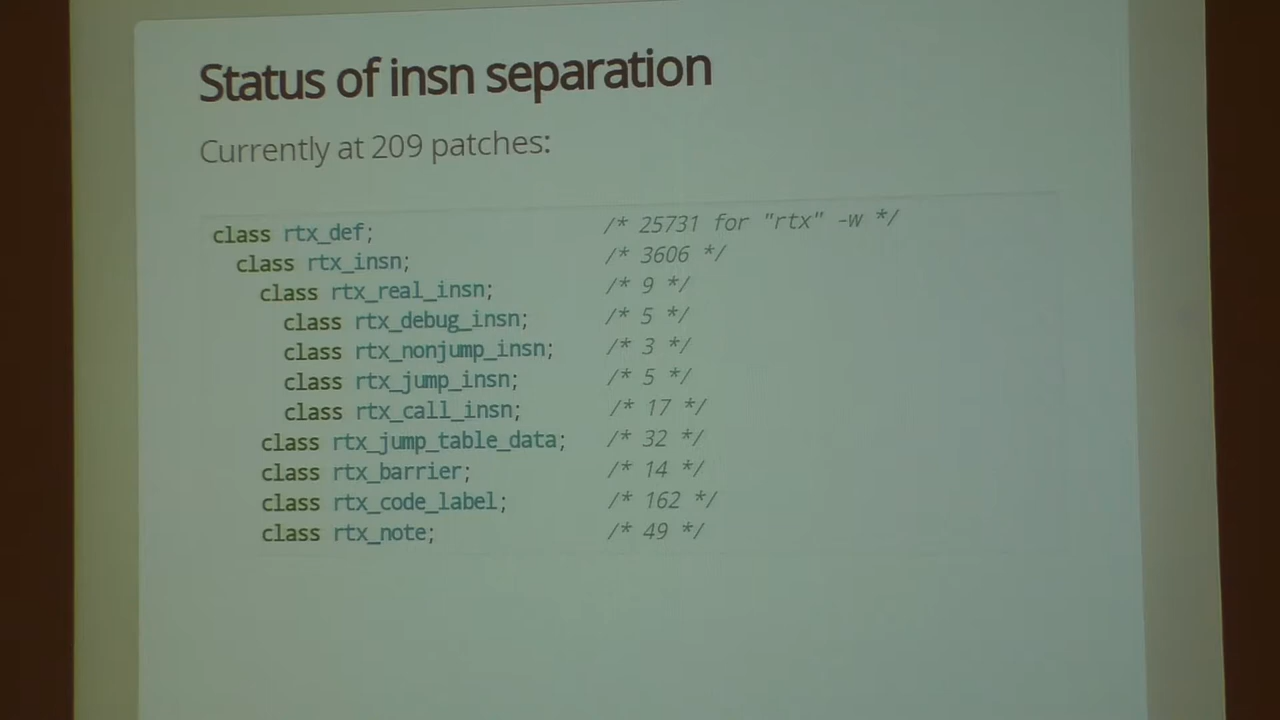 Status of insn separation
Currently at 209 patches:
class rtx_def; /* 25731 for "rtx" -w */
class rtx_insn; /* 3606 */
class rtx_real_insn; /* 9 */
class rtx_debug_insn; /* 5 */
class rtx_nonjump_insn; /* 3 */
class rtx_jump_insn; /* 5 */
class rtx_call_insn; /* 17 */
class rtx_jump_table_data; /* 32 */
class rtx_barrier; /* 14 */
class rtx_code_label; /* 162 */
class rtx_note; /* 49 */